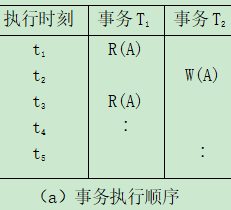 执行时刻 事务T₁ 事务T₂
t₁ R(A)
t₂ W(A)
t₃ R(A)
t₄ :
t₅ :
(a)事务执行顺序